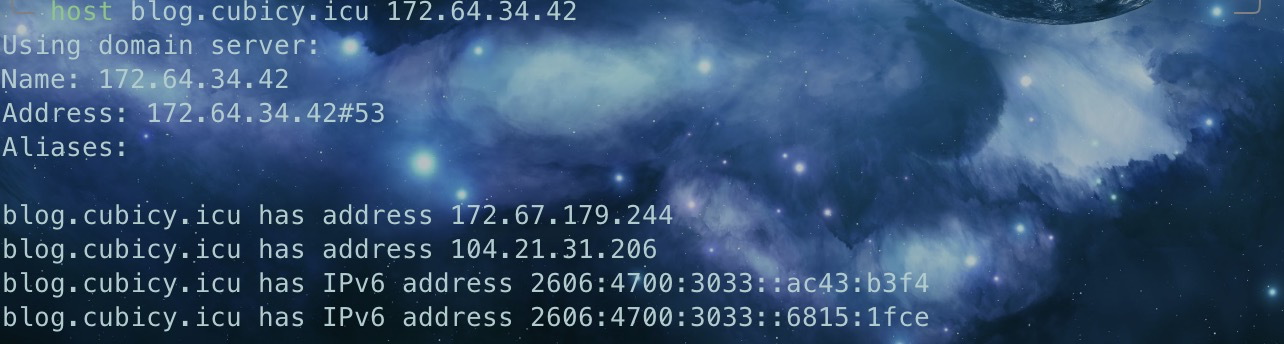 host blog.cubicy.icu 172.64.34.42
Using domain server:
Name: 172.64.34.42
Address: 172.64.34.42#53
Aliases:
blog.cubicy.icu has address 172.67.179.244
blog.cubicy.icu has address 104.21.31.206
blog.cubicy.icu has IPv6 address 2606:4700:3033::ac43:b3f4
blog.cubicy.icu has IPv6 address 2606:4700:3033::6815:1fce